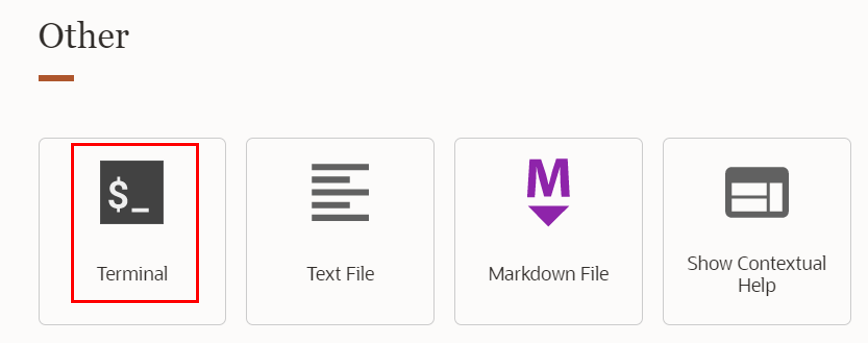 Other
$_
Terminal
Text File
M
Markdown File
Show Contextual
Help